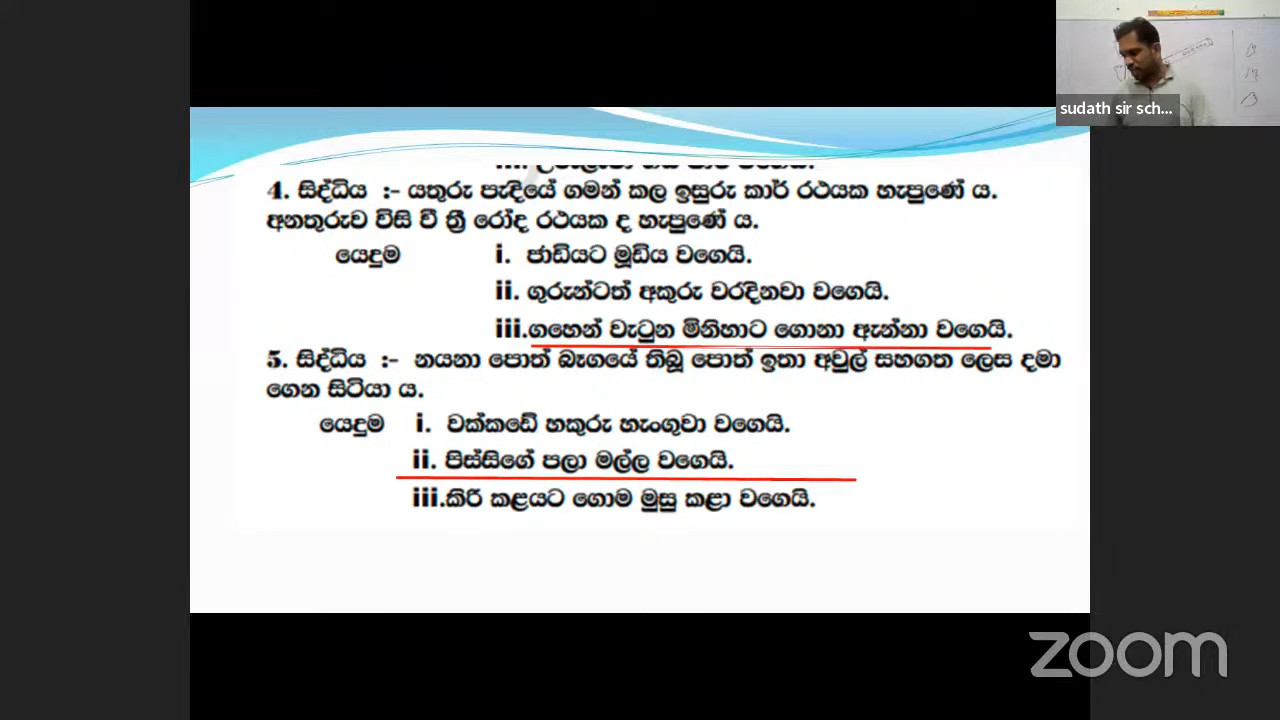 sudath sir sch...
4. සිද්ධිය :- යතුරු පැදියේ ගමන් කල ඉසුරු කාර් රථයක හැපුණේ ය.
අනතුරුව විසි වී ත්‍රී රෝද රථයක ද හැපුණේ ය.
යෙදුම i. ජාඩියට මූඩිය වගෙයි.
ii. ගුරුන්ටත් අකුරු වරදිනවා වගෙයි.
iii.ගහෙන් වැටුන මිනිහාට ගොනා ඇන්නා වගෙයි.
5. සිද්ධිය :- නයනා පොත් බෑගයේ තිබූ පොත් ඉතා අවුල් සහගත ලෙස දමා
ගෙන සිටියා ය.
යෙදුම i. වක්කඩේ හකුරු හැංගුවා වගෙයි.
ii. පිස්සිගේ පලා මල්ල වගෙයි.
iii.කිරි කළයට ගොම මුසු කළා වගෙයි.
zoom